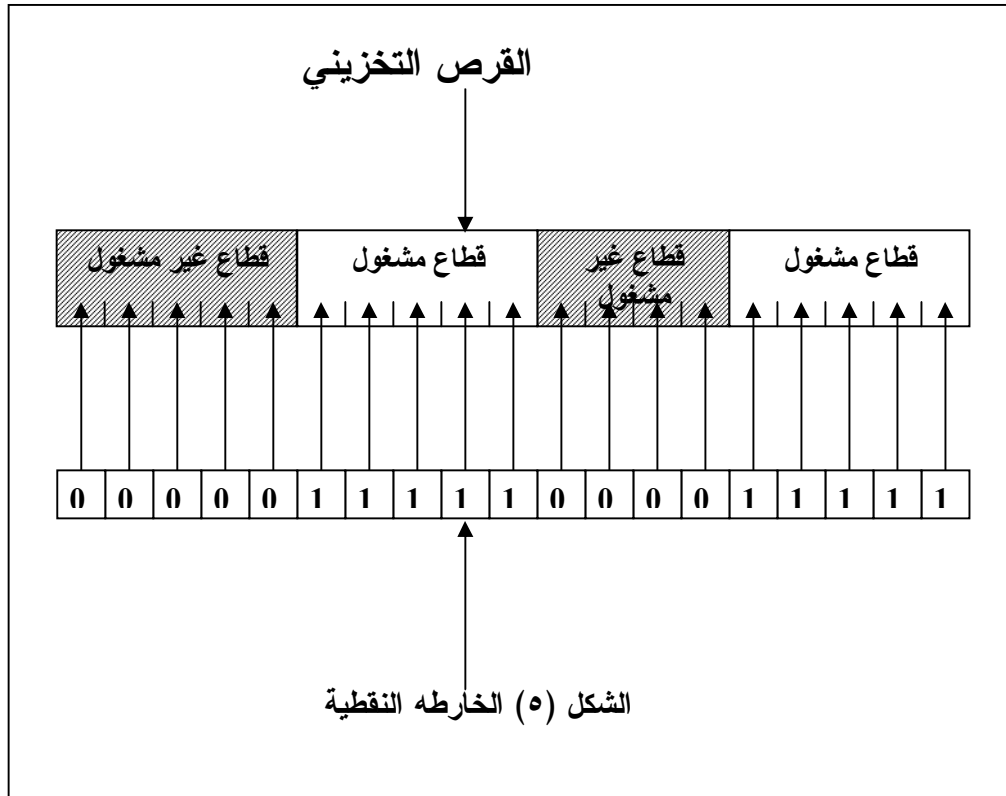 القرص التخزيني
قطاع غير مشغول
قطاع مشغول
قطاع غير
مشغول
قطاع مشغول
0 0 0 0 0 1 1 1 1 1 0 0 0 0 1 1 1 1 1
الشكل (٥) الخارطه النقطية